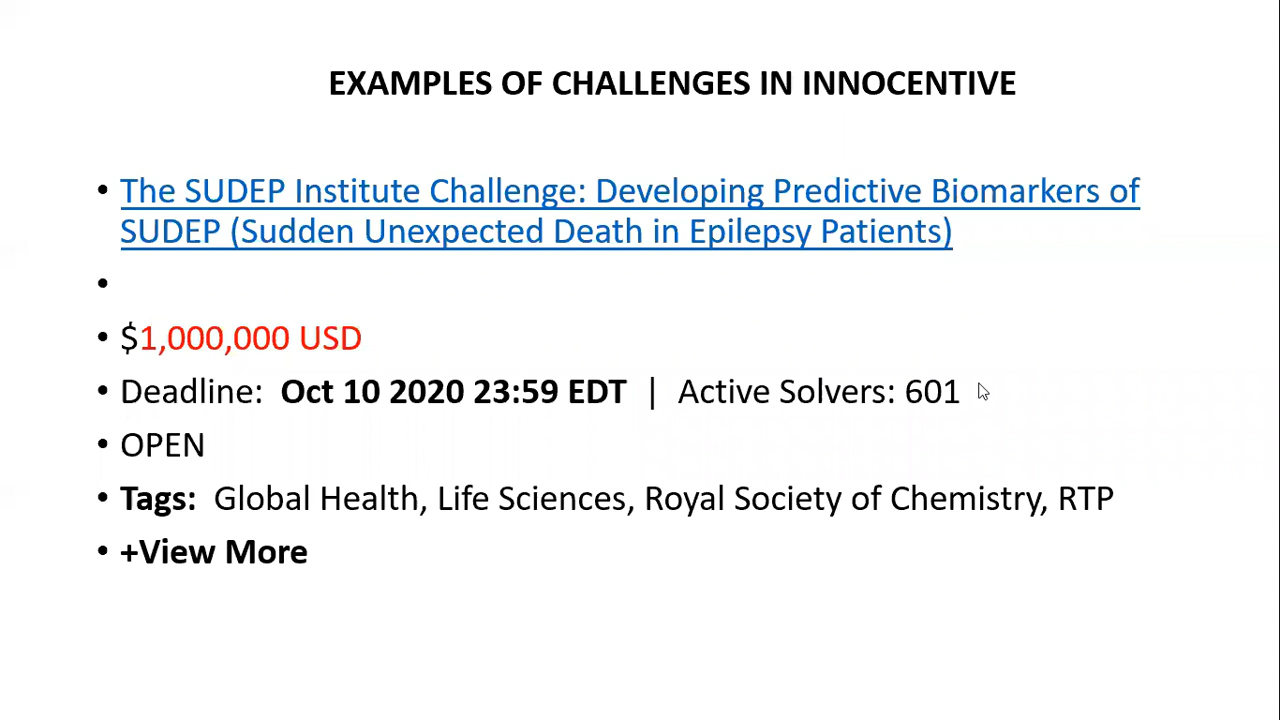 EXAMPLES OF CHALLENGES IN INNOCENTIVE
• The SUDEP Institute Challenge: Developing Predictive Biomarkers of
SUDEP (Sudden Unexpected Death in Epilepsy Patients)
•
• $1,000,000 USD
• Deadline: Oct 10 2020 23:59 EDT | Active Solvers: 601
• OPEN
• Tags: Global Health, Life Sciences, Royal Society of Chemistry, RTP
• +View More